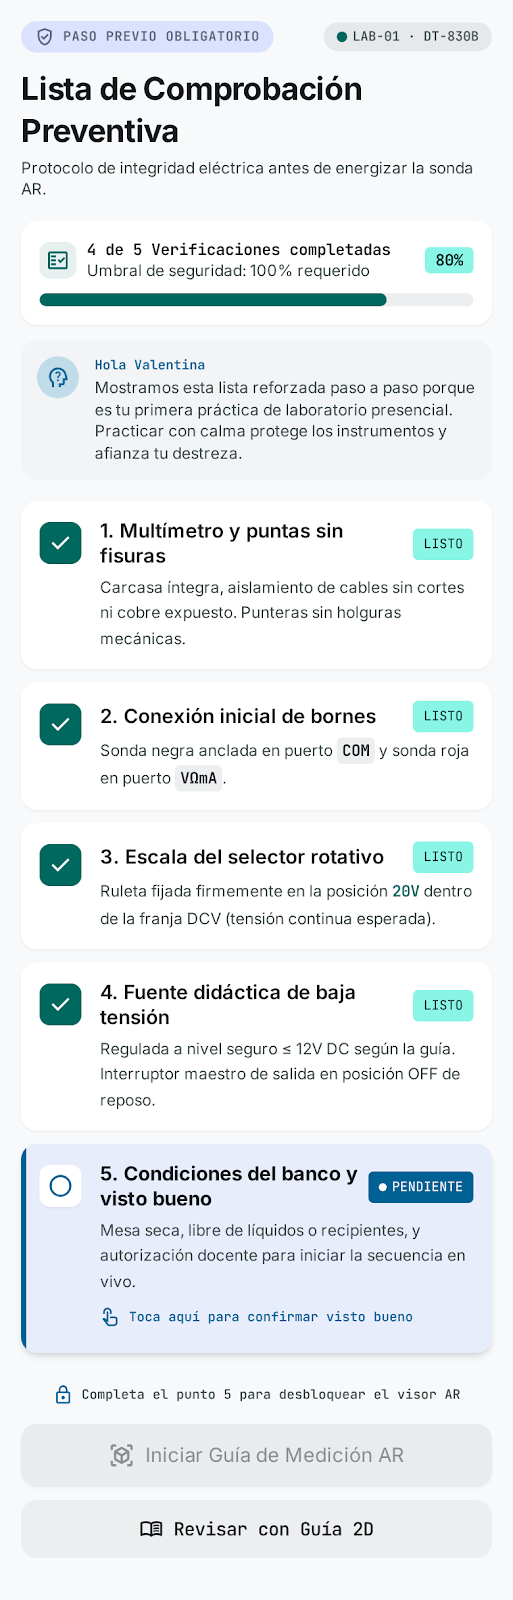 PASO PREVIO OBLIGATORIO
LAB-01 · DT-830B
Lista de Comprobación
Preventiva
Protocolo de integridad eléctrica antes de energizar la sonda
AR.
4 de 5 Verificaciones completadas
Umbral de seguridad: 100% requerido
80%
Hola Valentina
Mostramos esta lista reforzada paso a paso porque
es tu primera práctica de laboratorio presencial.
Practicar con calma protege los instrumentos y
afianza tu destreza.
1. Multímetro y puntas sin
fisuras
LISTO
Carcasa íntegra, aislamiento de cables sin cortes
ni cobre expuesto. Punteras sin holguras
mecánicas.
2. Conexión inicial de bornes
LISTO
Sonda negra anclada en puerto COM y sonda roja
en puerto VΩmA.
3. Escala del selector rotativo
LISTO
Ruleta fijada firmemente en la posición 20V dentro
de la franja DCV (tensión continua esperada).
4. Fuente didáctica de baja
tensión
LISTO
Regulada a nivel seguro ≤ 12V DC según la guía.
Interruptor maestro de salida en posición OFF de
reposo.
5. Condiciones del banco y
visto bueno
PENDIENTE
Mesa seca, libre de líquidos o recipientes, y
autorización docente para iniciar la secuencia en
vivo.
Toca aquí para confirmar visto bueno
Completa el punto 5 para desbloquear el visor AR
Iniciar Guía de Medición AR
Revisar con Guía 2D